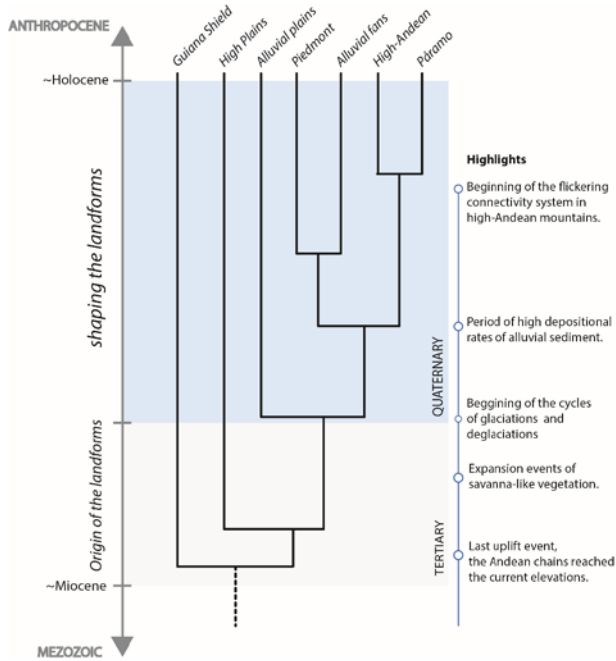 ANTHROPOCENE
Guiana Shield
High Plains
Alluvial plains
Piedmont
Alluvial fans
High-Andean
Páramo
~Holocene
shaping the landforms
Origin of the landforms
~Miocene
MEZOZOIC
QUATERNARY
TERTIARY
Highlights
Beginning of the flickering
connectivity system in
high-Andean mountains.
Period of high depositional
rates of alluvial sediment.
Beggining of the cycles
of glaciations and
deglaciations
Expansion events of
savanna-like vegetation.
Last uplift event,
the Andean chains reached
the current elevations.